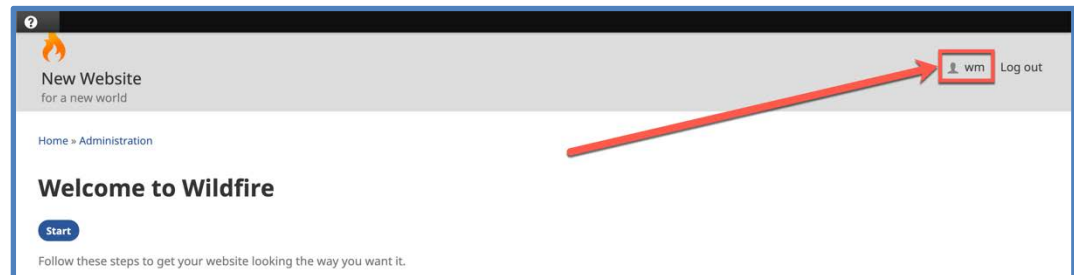 ?
New Website
for a new world
wm Log out
Home » Administration
Welcome to Wildfire
Start
Follow these steps to get your website looking the way you want it.